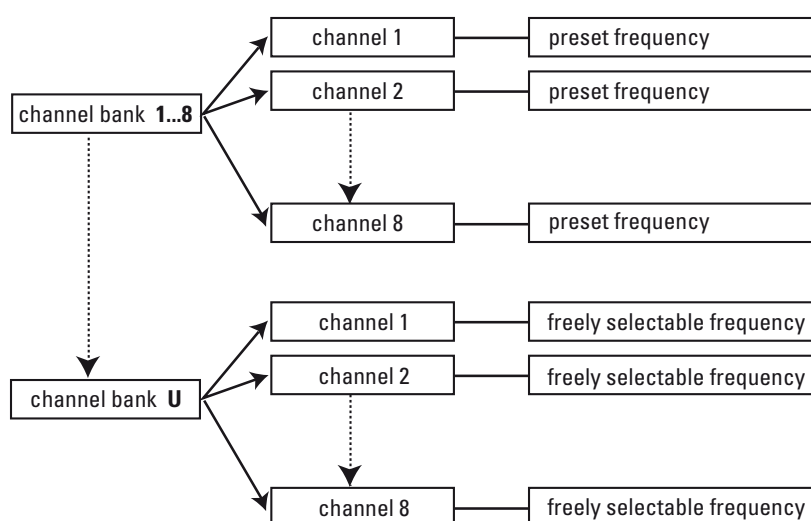 channel 1 preset frequency
channel 2 preset frequency
channel bank 1...8
channel 8 preset frequency
channel 1 freely selectable frequency
channel 2 freely selectable frequency
channel bank U
channel 8 freely selectable frequency